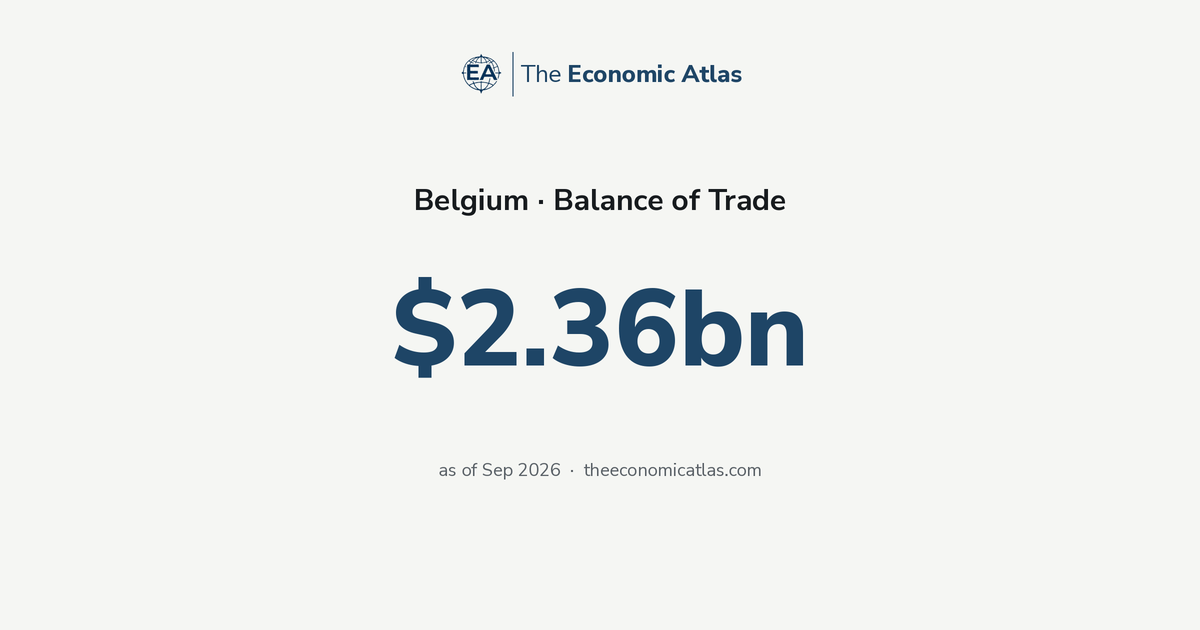 EA The Economic Atlas
Belgium · Balance of Trade
$2.36bn
as of Sep 2026 · theeconomicatlas.com